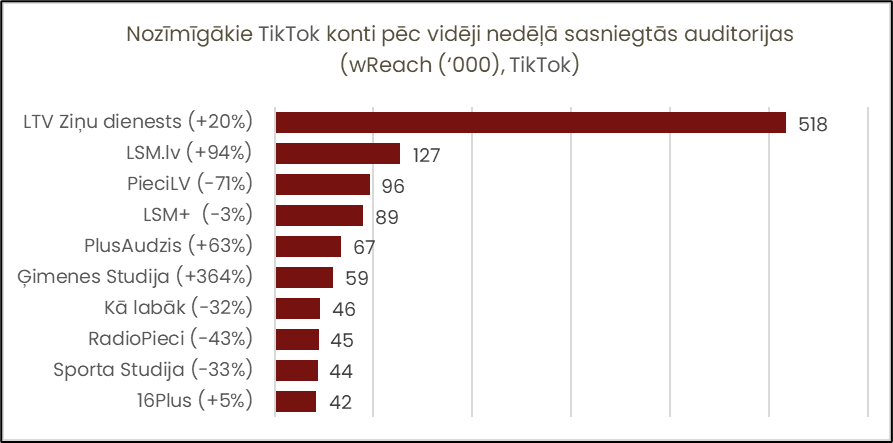 Nozīmīgākie TikTok konti pēc vidēji nedēļā sasniegtās auditorijas
(wReach (‘000), TikTok)
LTV Ziņu dienests (+20%) 518
LSM.lv (+94%) 127
PieciLV (-71%) 96
LSM+ (-3%) 89
PlusAudzis (+63%) 67
Ģimenes Studija (+364%) 59
Kā labāk (-32%) 46
RadioPieci (-43%) 45
Sporta Studija (-33%) 44
16Plus (+5%) 42